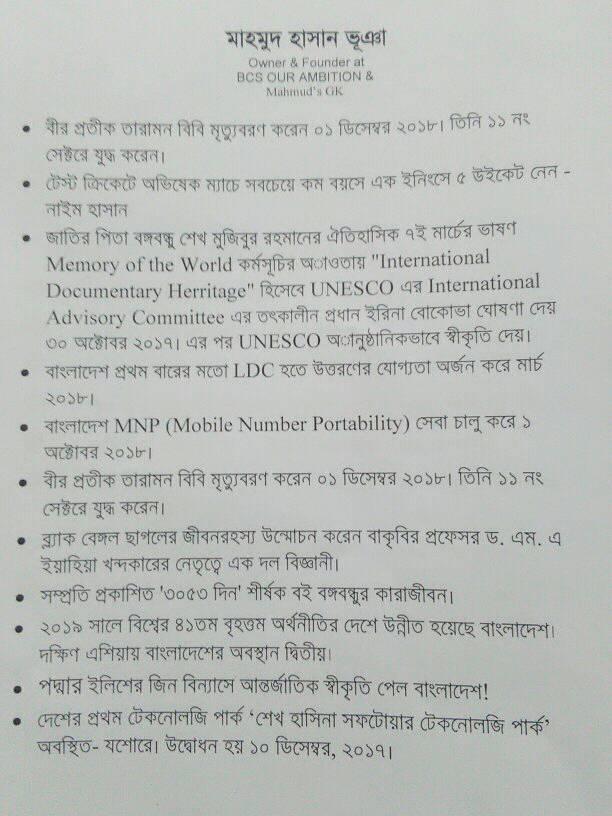 মাহমুদ হাসান ভূঞা
Owner & Founder at
BCS OUR AMBITION &
Mahmud's GK
• বীর প্রতীক তারামন বিবি মৃত্যুবরণ করেন ০১ ডিসেম্বর ২০১৮। তিনি ১১ নং
সেক্টরে যুদ্ধ করেন।
• টেস্ট ক্রিকেটে অভিষেক ম্যাচে সবচেয়ে কম বয়সে এক ইনিংসে ৫ উইকেট নেন -
নাইম হাসান
• জাতির পিতা বঙ্গবন্ধু শেখ মুজিবুর রহমানের ঐতিহাসিক ৭ই মার্চের ভাষণ
Memory of the World কর্মসূচির অাওতায় "International
Documentary Herritage" হিসেবে UNESCO এর International
Advisory Committee এর তৎকালীন প্রধান ইরিনা বোকোভা ঘোষণা দেয়
৩০ অক্টোবর ২০১৭। এর পর UNESCO অানুষ্ঠানিকভাবে স্বীকৃতি দেয়।
• বাংলাদেশ প্রথম বারের মতো LDC হতে উত্তরণের যোগ্যতা অর্জন করে মার্চ
২০১৮।
• বাংলাদেশ MNP (Mobile Number Portability) সেবা চালু করে ১
অক্টোবর ২০১৮।
• বীর প্রতীক তারামন বিবি মৃত্যুবরণ করেন ০১ ডিসেম্বর ২০১৮। তিনি ১১ নং
সেক্টরে যুদ্ধ করেন।
• ব্ল্যাক বেঙ্গল ছাগলের জীবনরহস্য উন্মোচন করেন বাকৃবির প্রফেসর ড. এম. এ
ইয়াহিয়া খন্দকারের নেতৃত্বে এক দল বিজ্ঞানী।
• সম্প্রতি প্রকাশিত '৩০৫৩ দিন' শীর্ষক বই বঙ্গবন্ধুর কারাজীবন।
• ২০১৯ সালে বিশ্বের ৪১তম বৃহত্তম অর্থনীতির দেশে উন্নীত হয়েছে বাংলাদেশ।
দক্ষিণ এশিয়ায় বাংলাদেশের অবস্থান দ্বিতীয়।
• পদ্মার ইলিশের জিন বিন্যাসে আন্তর্জাতিক স্বীকৃতি পেল বাংলাদেশ!
• দেশের প্রথম টেকনোলজি পার্ক ‘শেখ হাসিনা সফটোয়ার টেকনোলজি পার্ক’
অবস্থিত- যশোরে। উদ্বোধন হয় ১০ ডিসেম্বর, ২০১৭।